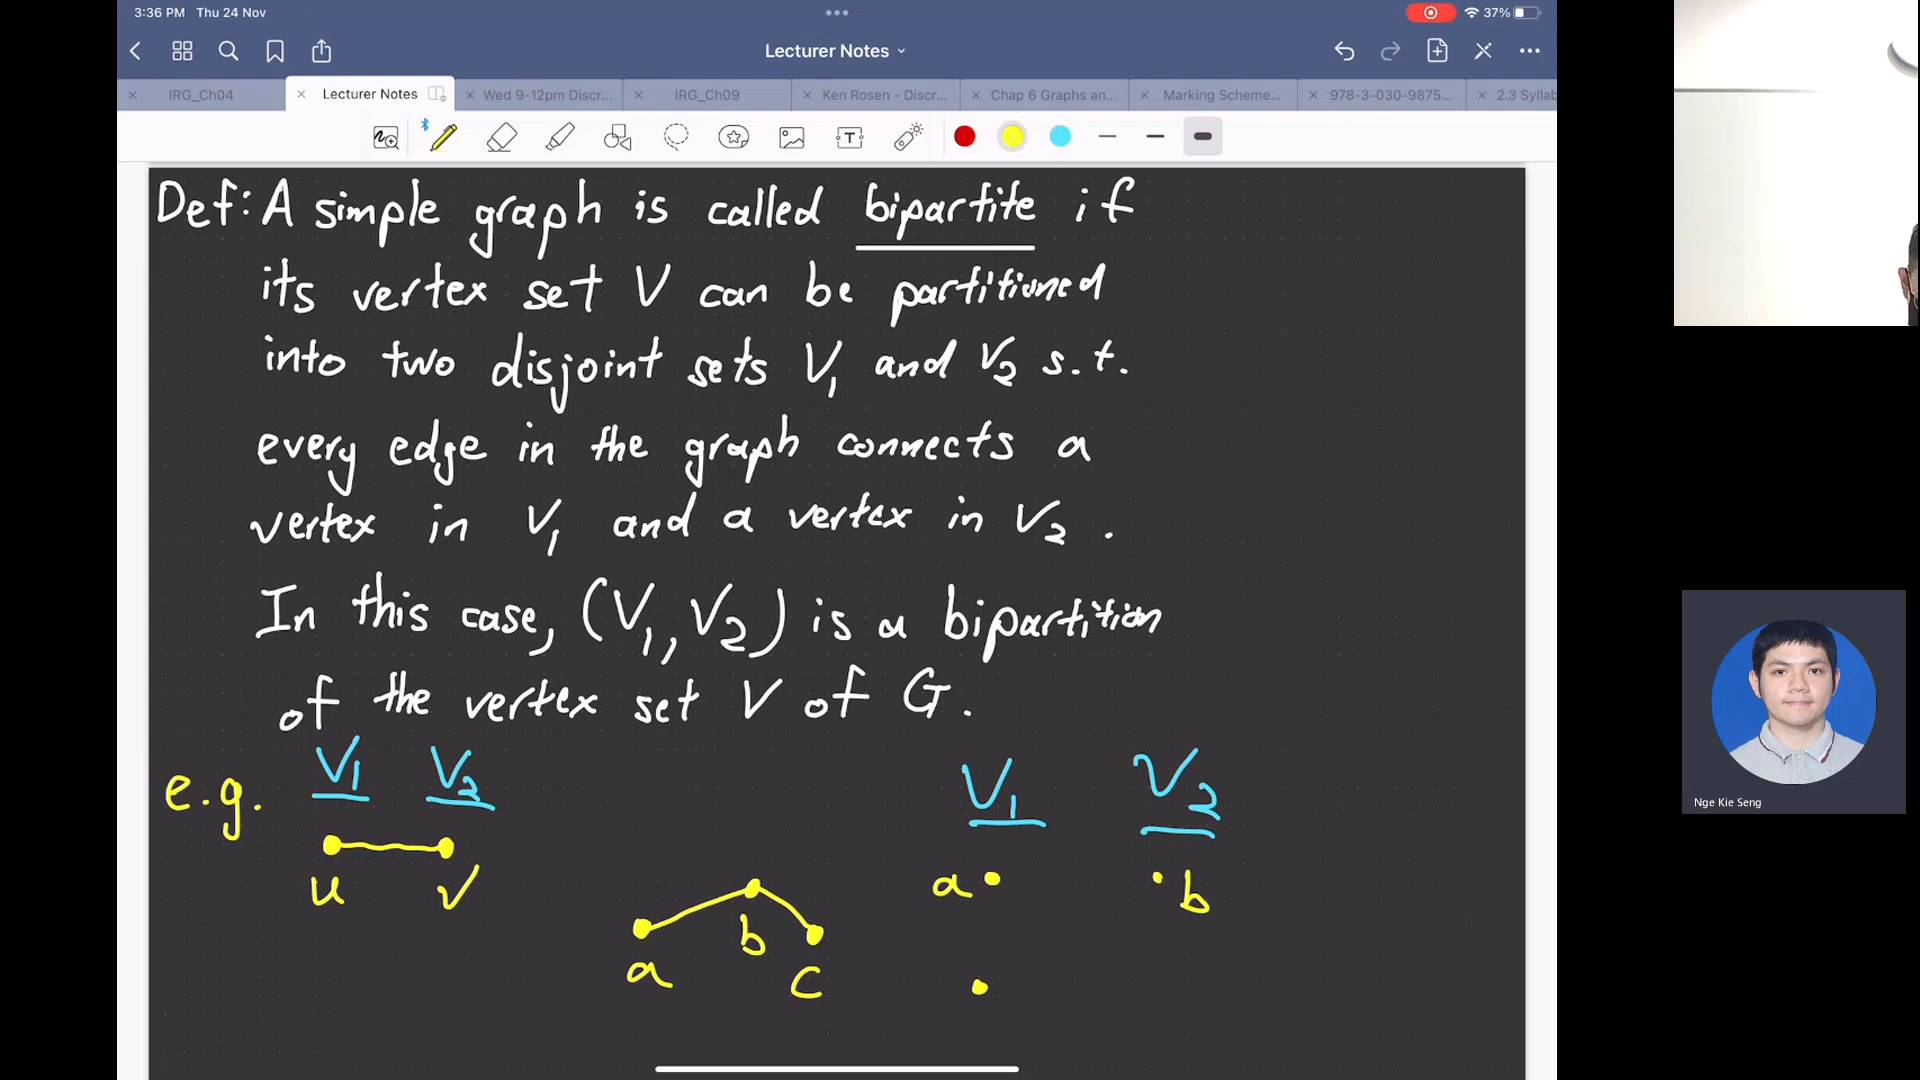 3:36 PM Thu 24 Nov
37%
Lecturer Notes
IRG_Ch04
Lecturer Notes
Wed 9-12pm Discr...
IRG_Ch09
Ken Rosen - Discr...
Chap 6 Graphs an...
Marking Scheme...
978-3-030-9875...
2.3 Syllab
Def: A simple graph is called bipartite if
its vertex set V can be partitioned
into two disjoint sets V₁ and V₂ s.t.
every edge in the graph connects a
vertex in V₁ and a vertex in V₂.
In this case, (V₁, V₂) is a bipartition
of the vertex set V of G.
e.g. V₁ V₂
u v
a b c
V₁ V₂
a b
Nge Kie Seng